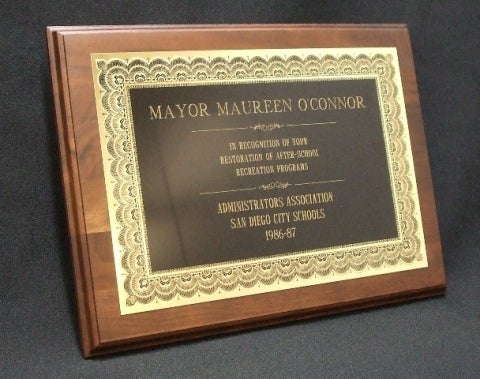 MAYOR MAUREEN O'CONNOR
IN RECOGNITION OF YOUR
RESTORATION OF AFTER-SCHOOL
RECREATION PROGRAMS
ADMINISTRATORS ASSOCIATION
SAN DIEGO CITY SCHOOLS
1986-87